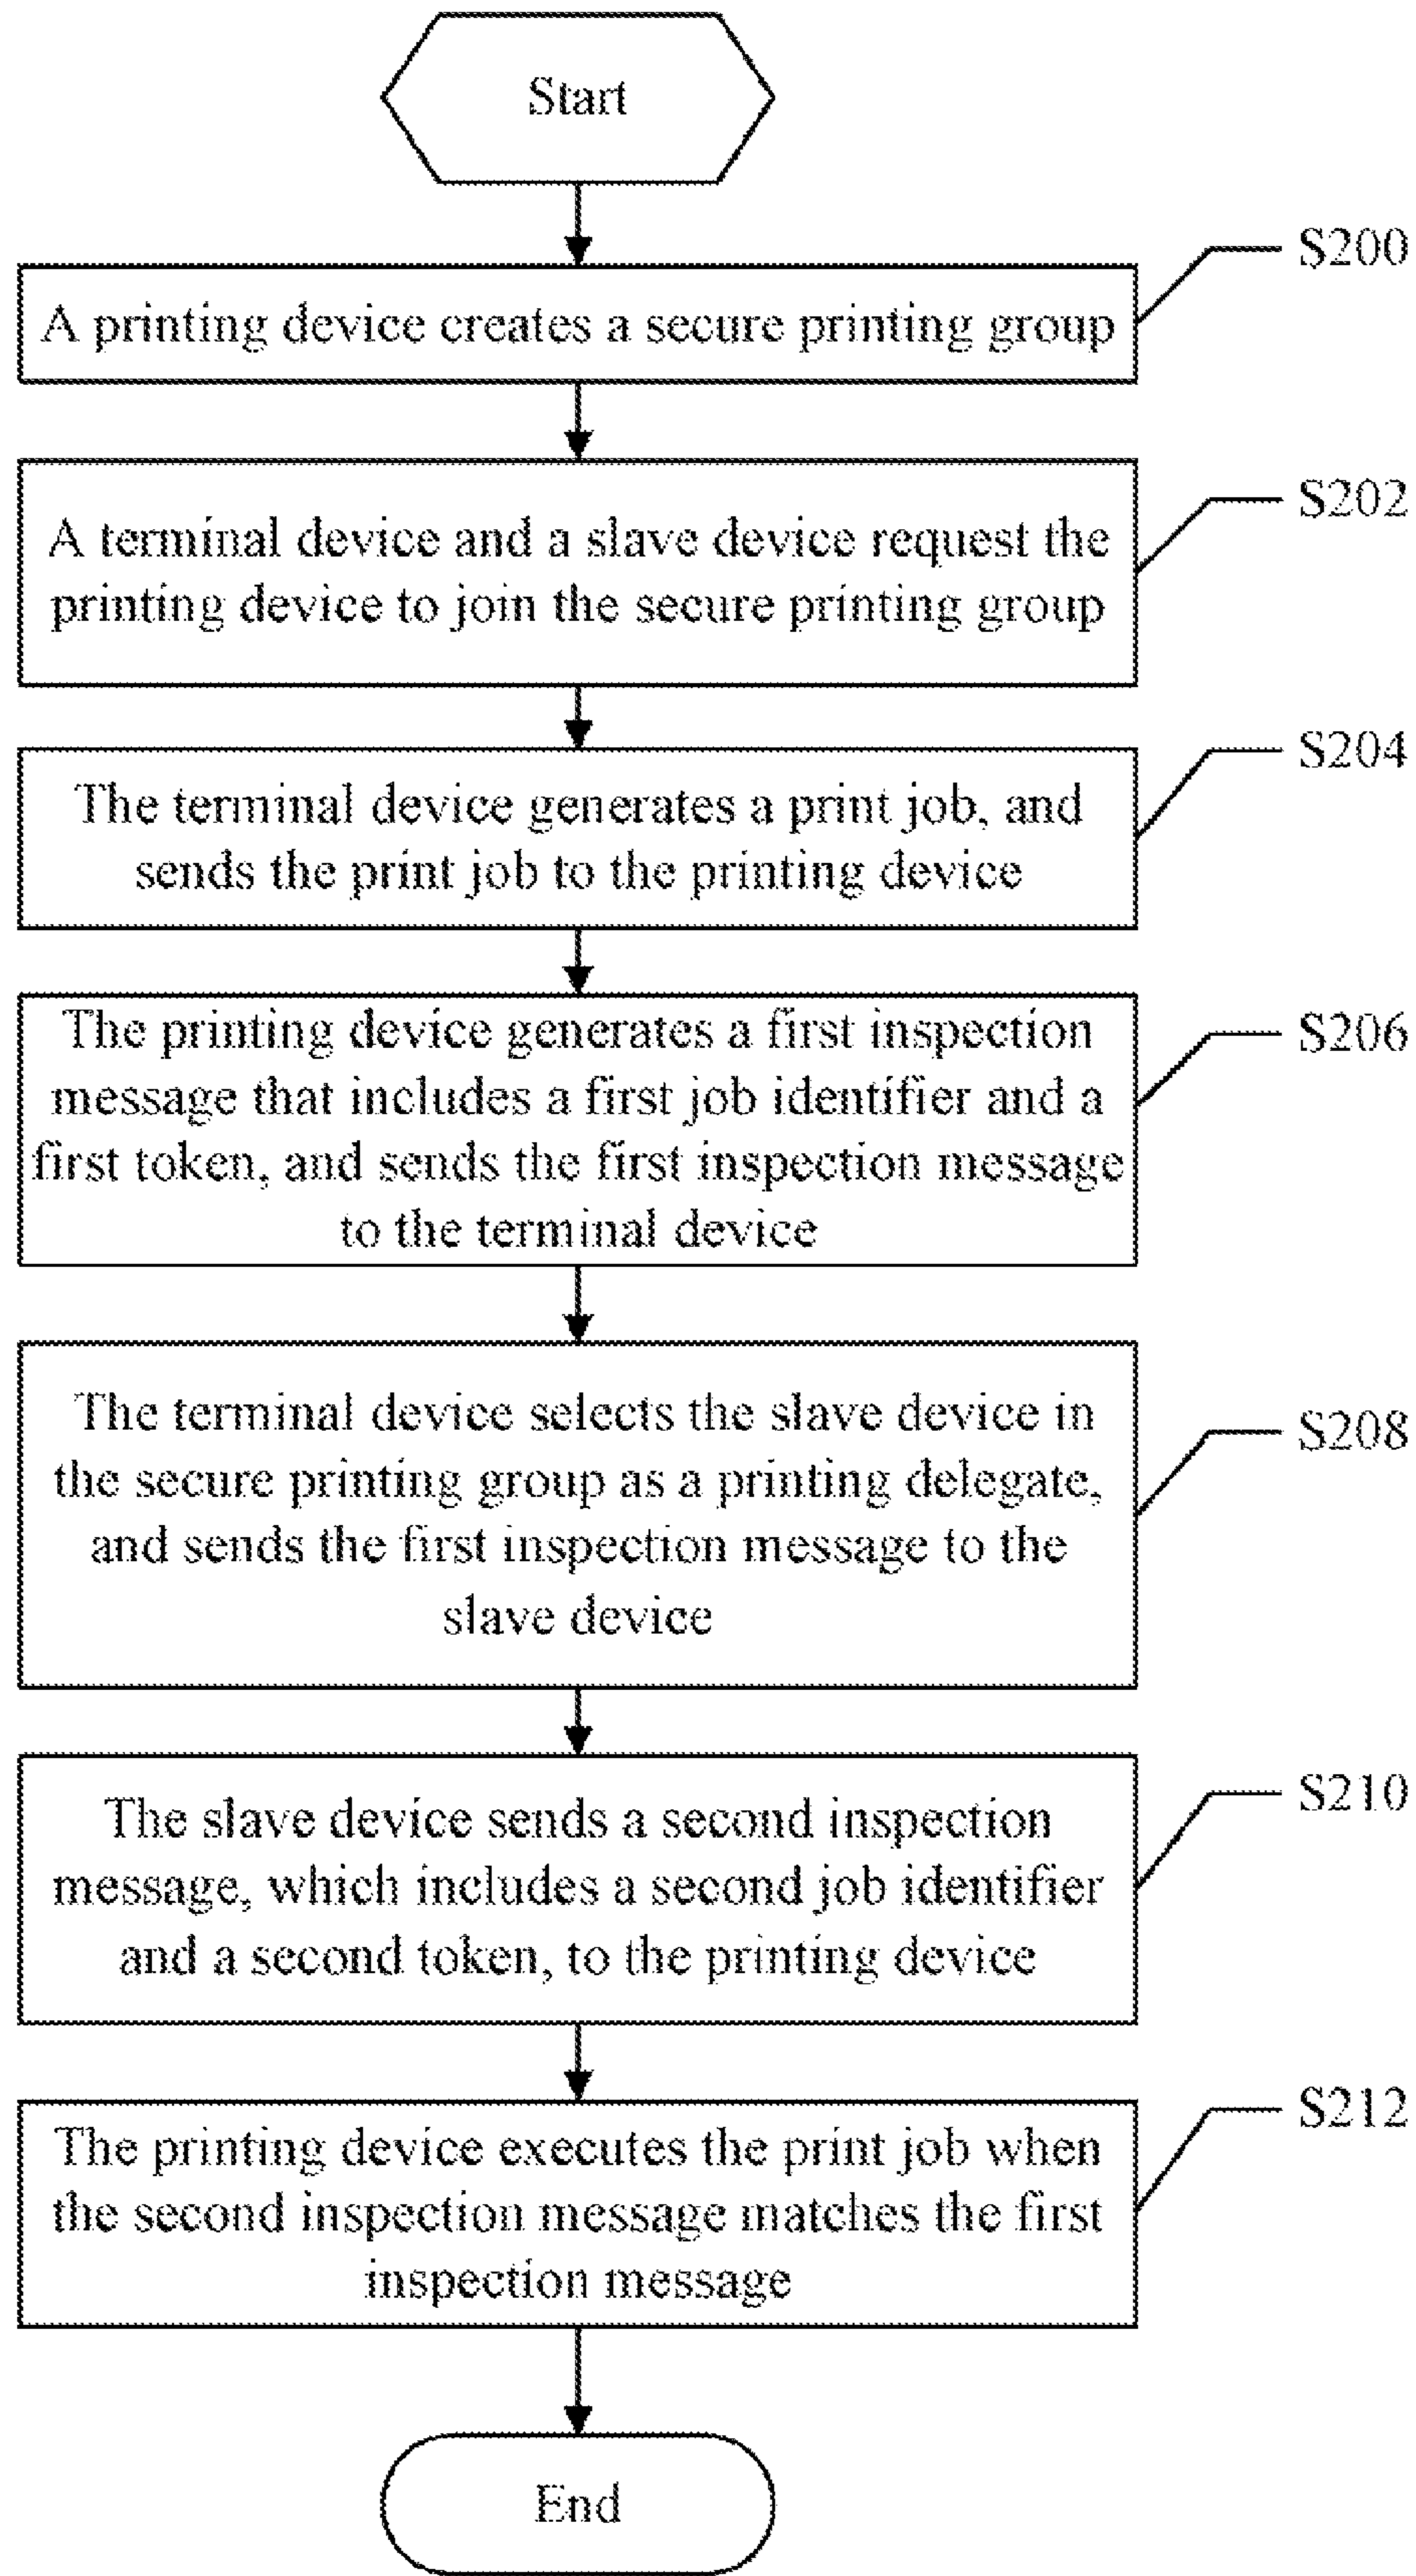 Start
S200
A printing device creates a secure printing group
S202
A terminal device and a slave device request the
printing device to join the secure printing group
S204
The terminal device generates a print job, and
sends the print job to the printing device
S206
The printing device generates a first inspection
message that includes a first job identifier and a
first token, and sends the first inspection message
to the terminal device
S208
The terminal device selects the slave device in
the secure printing group as a printing delegate,
and sends the first inspection message to the
slave device
S210
The slave device sends a second inspection
message, which includes a second job identifier
and a second token, to the printing device
S212
The printing device executes the print job when
the second inspection message matches the first
inspection message
End